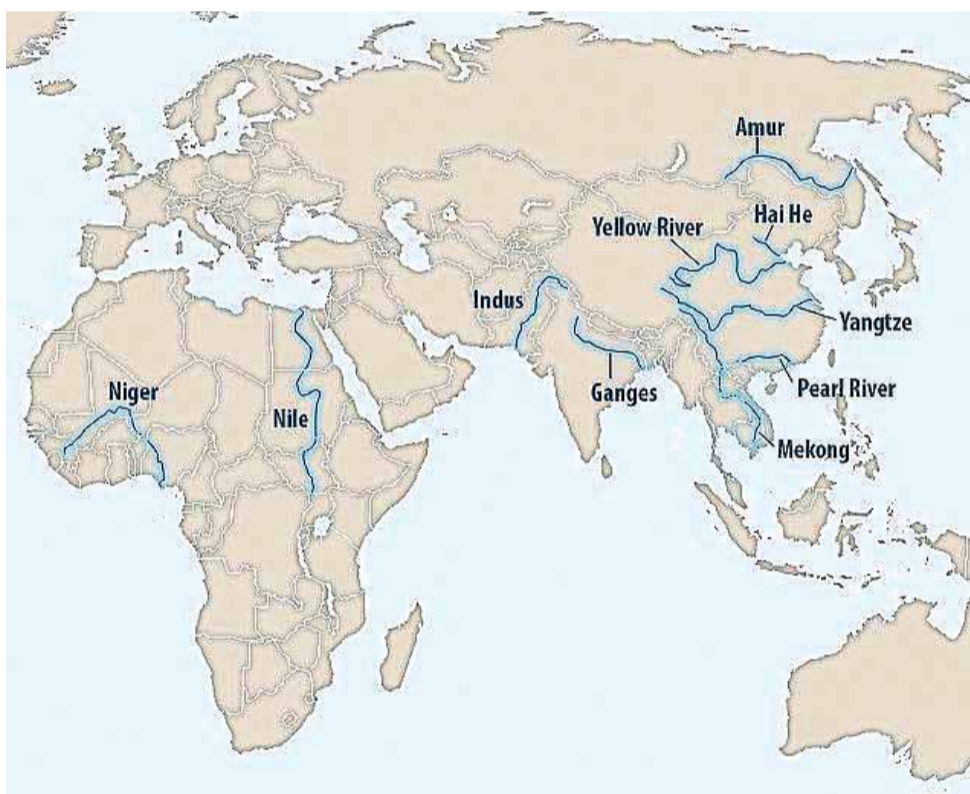 Amur
Hai He
Yellow River
Indus
Yangtze
Ganges
Pearl River
Niger
Nile
Mekong